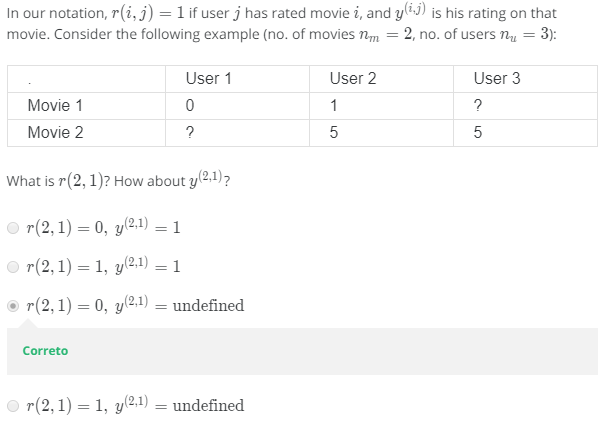 In our notation, r(i, j) = 1 if user j has rated movie i, and y^(i,j) is his rating on that
movie. Consider the following example (no. of movies n_m = 2, no. of users n_u = 3):
. User 1 User 2 User 3
Movie 1 0 1 ?
Movie 2 ? 5 5
What is r(2, 1)? How about y^(2,1)?
r(2, 1) = 0, y^(2,1) = 1
r(2, 1) = 1, y^(2,1) = 1
r(2, 1) = 0, y^(2,1) = undefined
Correto
r(2, 1) = 1, y^(2,1) = undefined